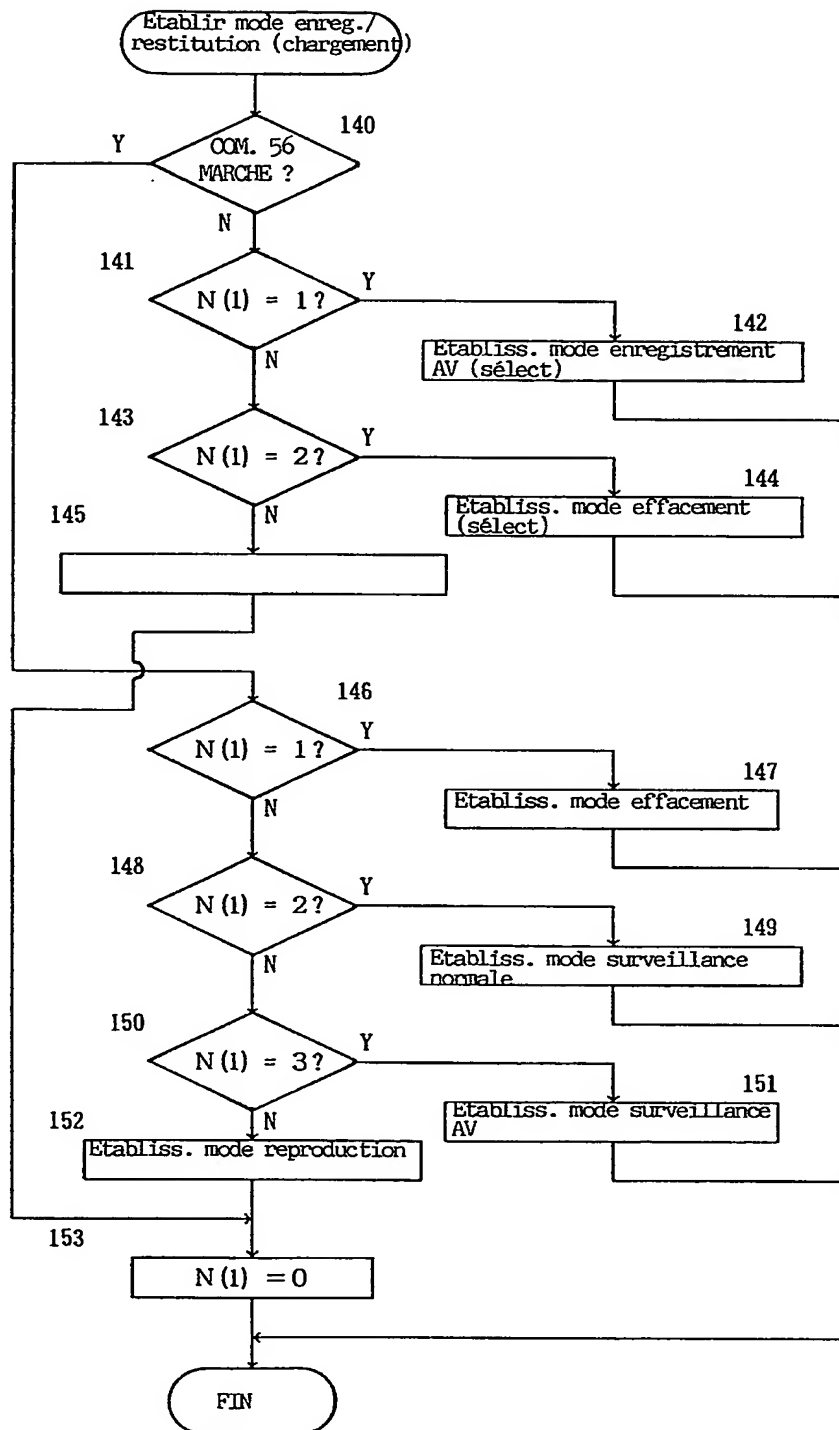 Etablir mode enreg./
restitution (chargement)
140
Y
COM. 56
MARCHE ?
N
141
N(1) = 1?
Y
142
Etabliss. mode enregistrement
AV (sélect)
N
143
N(1) = 2?
Y
144
Etabliss. mode effacement
(sélect)
N
145
146
N(1) = 1?
Y
147
Etabliss. mode effacement
N
148
N(1) = 2?
Y
149
Etabliss. mode surveillance
normale
N
150
N(1) = 3?
Y
151
Etabliss. mode surveillance
AV
N
152
Etabliss. mode reproduction
153
N(1) = 0
FIN